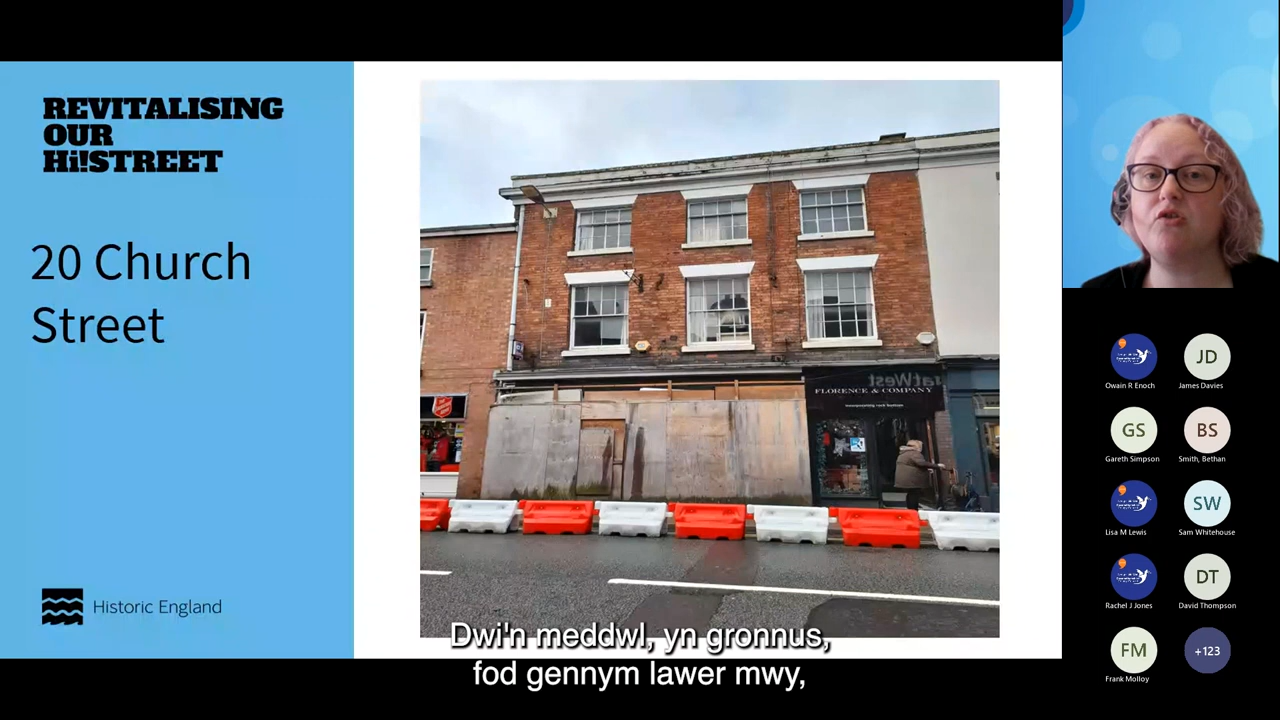 REVITALISING
OUR
Hi!STREET
20 Church
Street
Historic England
FLORENCE & COMPANY
Dwi'n meddwl, yn gronnus,
fod gennym lawer mwy,
Owain R Enoch
JD
James Davies
GS
Gareth Simpson
BS
Smith, Bethan
Lisa M Lewis
SW
Sam Whitehouse
Rachel J Jones
DT
David Thompson
FM
Frank Molloy
+123